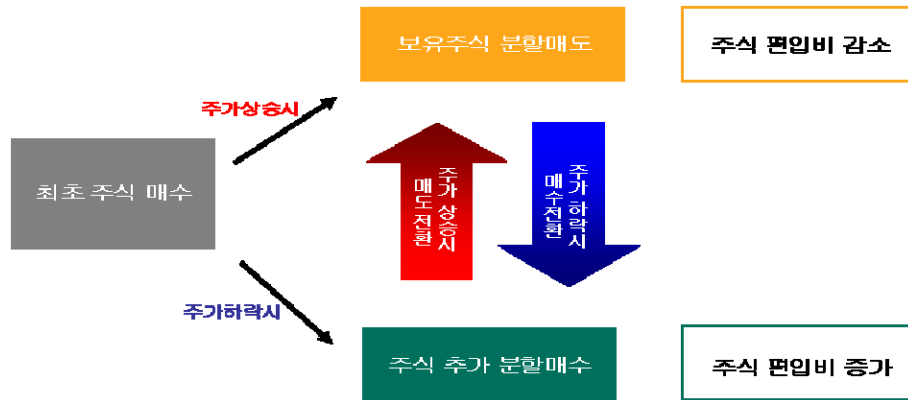 보유주식 분할매도
주식 편입비 감소
주가상승시
최초 주식 매수
주가 상승시
매도전환
주가 하락시
매수전환
주가하락시
주식 추가 분할매수
주식 편입비 증가